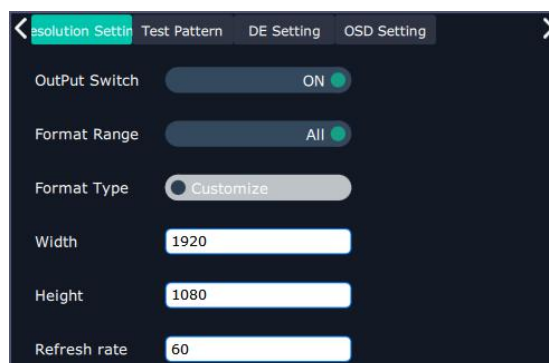 esolution Settin Test Pattern DE Setting OSD Setting
OutPut Switch ON
Format Range All
Format Type Customize
Width 1920
Height 1080
Refresh rate 60